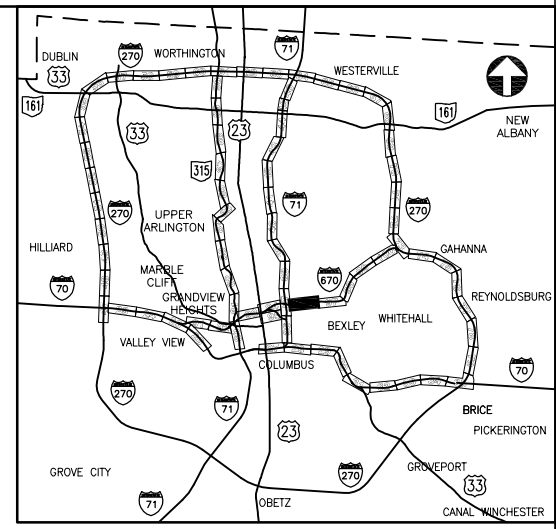 DUBLIN
33
270
WORTHINGTON
71
WESTERVILLE
161
33
23
161
NEW
ALBANY
315
270
UPPER
ARLINGTON
71
270
HILLIARD
GAHANNA
70
MARBLE
CLIFF
670
GRANDVIEW
HEIGHTS
REYNOLDSBURG
BEXLEY
WHITEHALL
VALLEY VIEW
COLUMBUS
70
270
71
23
BRICE
PICKERINGTON
GROVE CITY
270
GROVEPORT
33
71
OBETZ
CANAL WINCHESTER